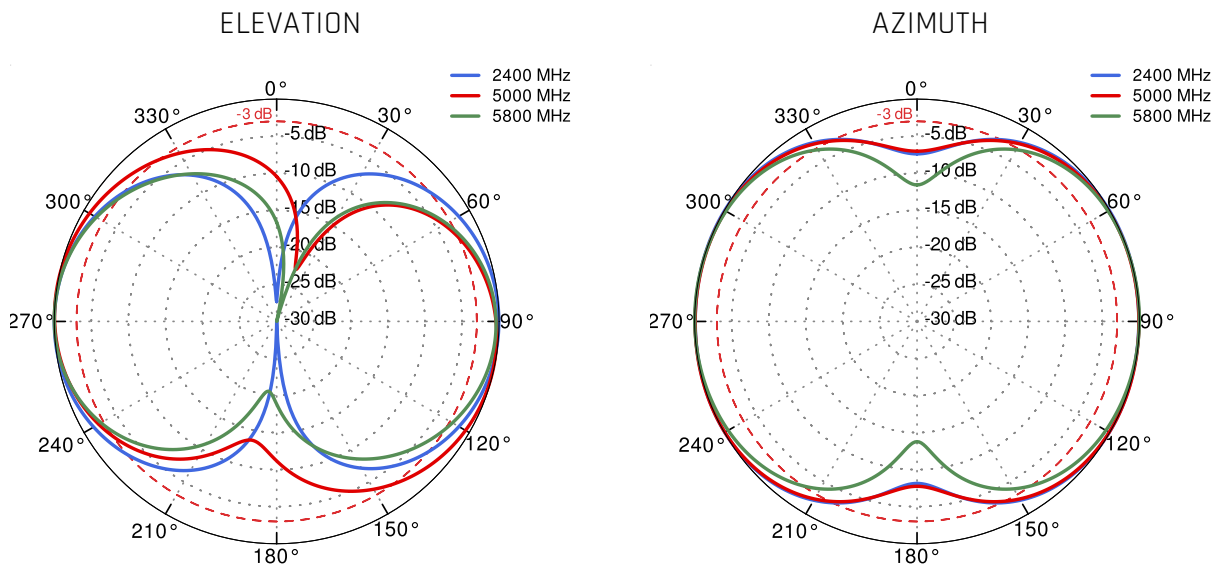 ELEVATION
2400 MHz
5000 MHz
5800 MHz
0°
330°
30°
-3 dB
-5 dB
-10 dB
300°
60°
-15 dB
-20 dB
-25 dB
270°
-30 dB
90°
240°
120°
210°
150°
180°
AZIMUTH
2400 MHz
5000 MHz
5800 MHz
0°
330°
30°
-3 dB
-5 dB
-10 dB
300°
60°
-15 dB
-20 dB
-25 dB
270°
-30 dB
90°
240°
120°
210°
150°
180°